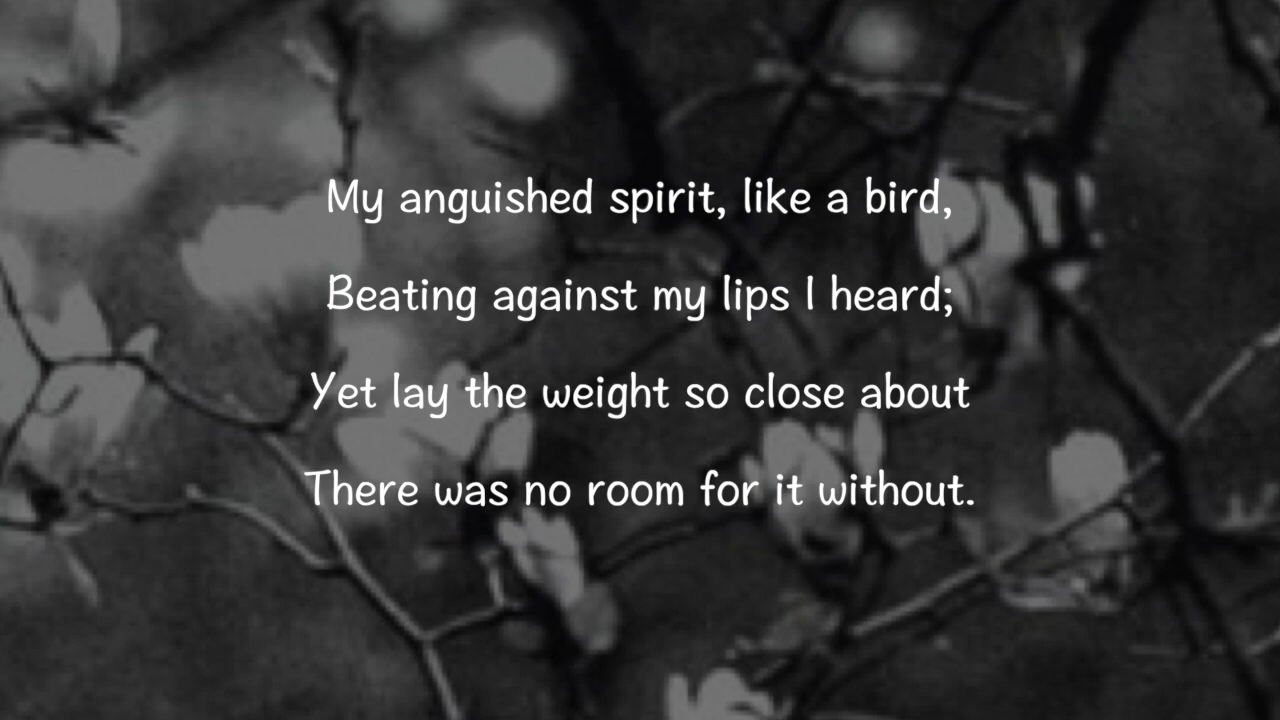 My anguished spirit, like a bird,
Beating against my lips I heard;
Yet lay the weight so close about
There was no room for it without.